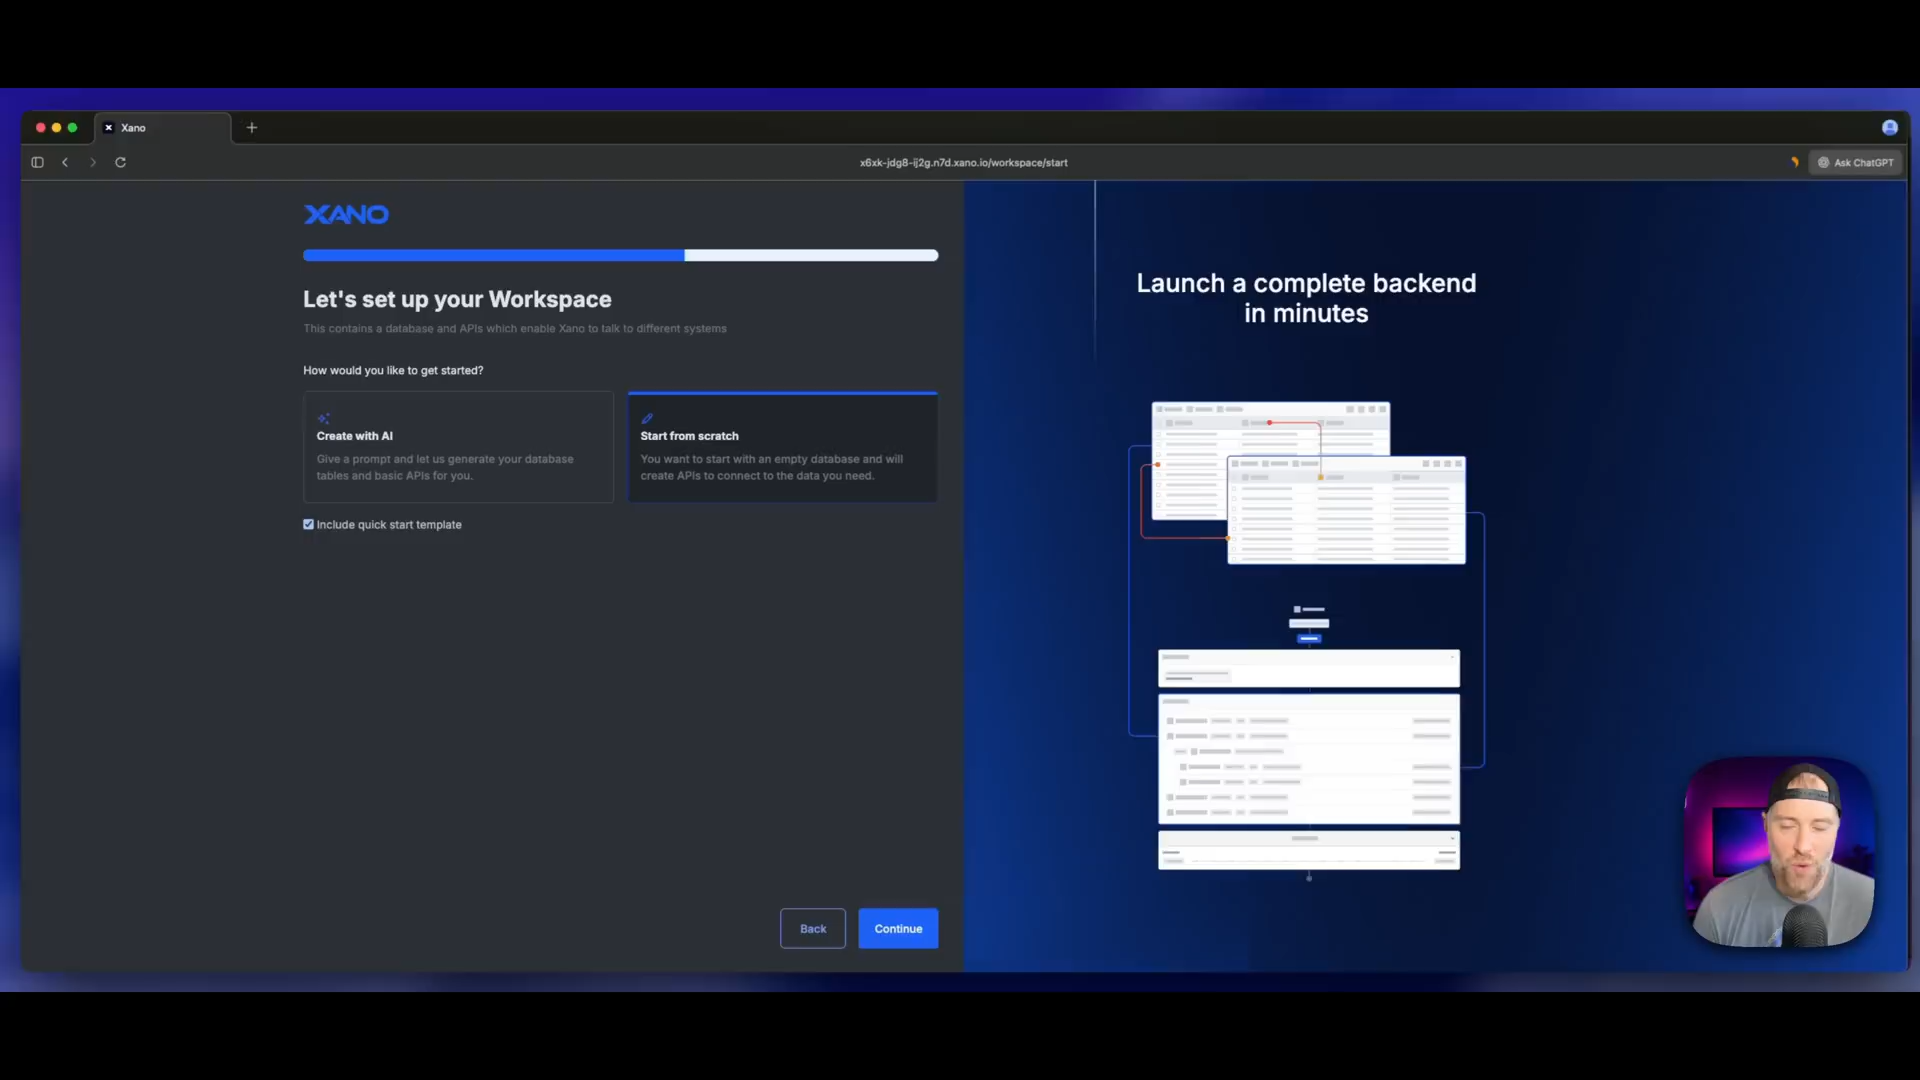 Xano
x6xk-jdg8-ij2g.n7d.xano.io/workspace/start
Ask ChatGPT
XANO
Let's set up your Workspace
This contains a database and APIs which enable Xano to talk to different systems
How would you like to get started?
Create with AI
Give a prompt and let us generate your database
tables and basic APIs for you.
Start from scratch
You want to start with an empty database and will
create APIs to connect to the data you need.
Include quick start template
Back
Continue
Launch a complete backend
in minutes